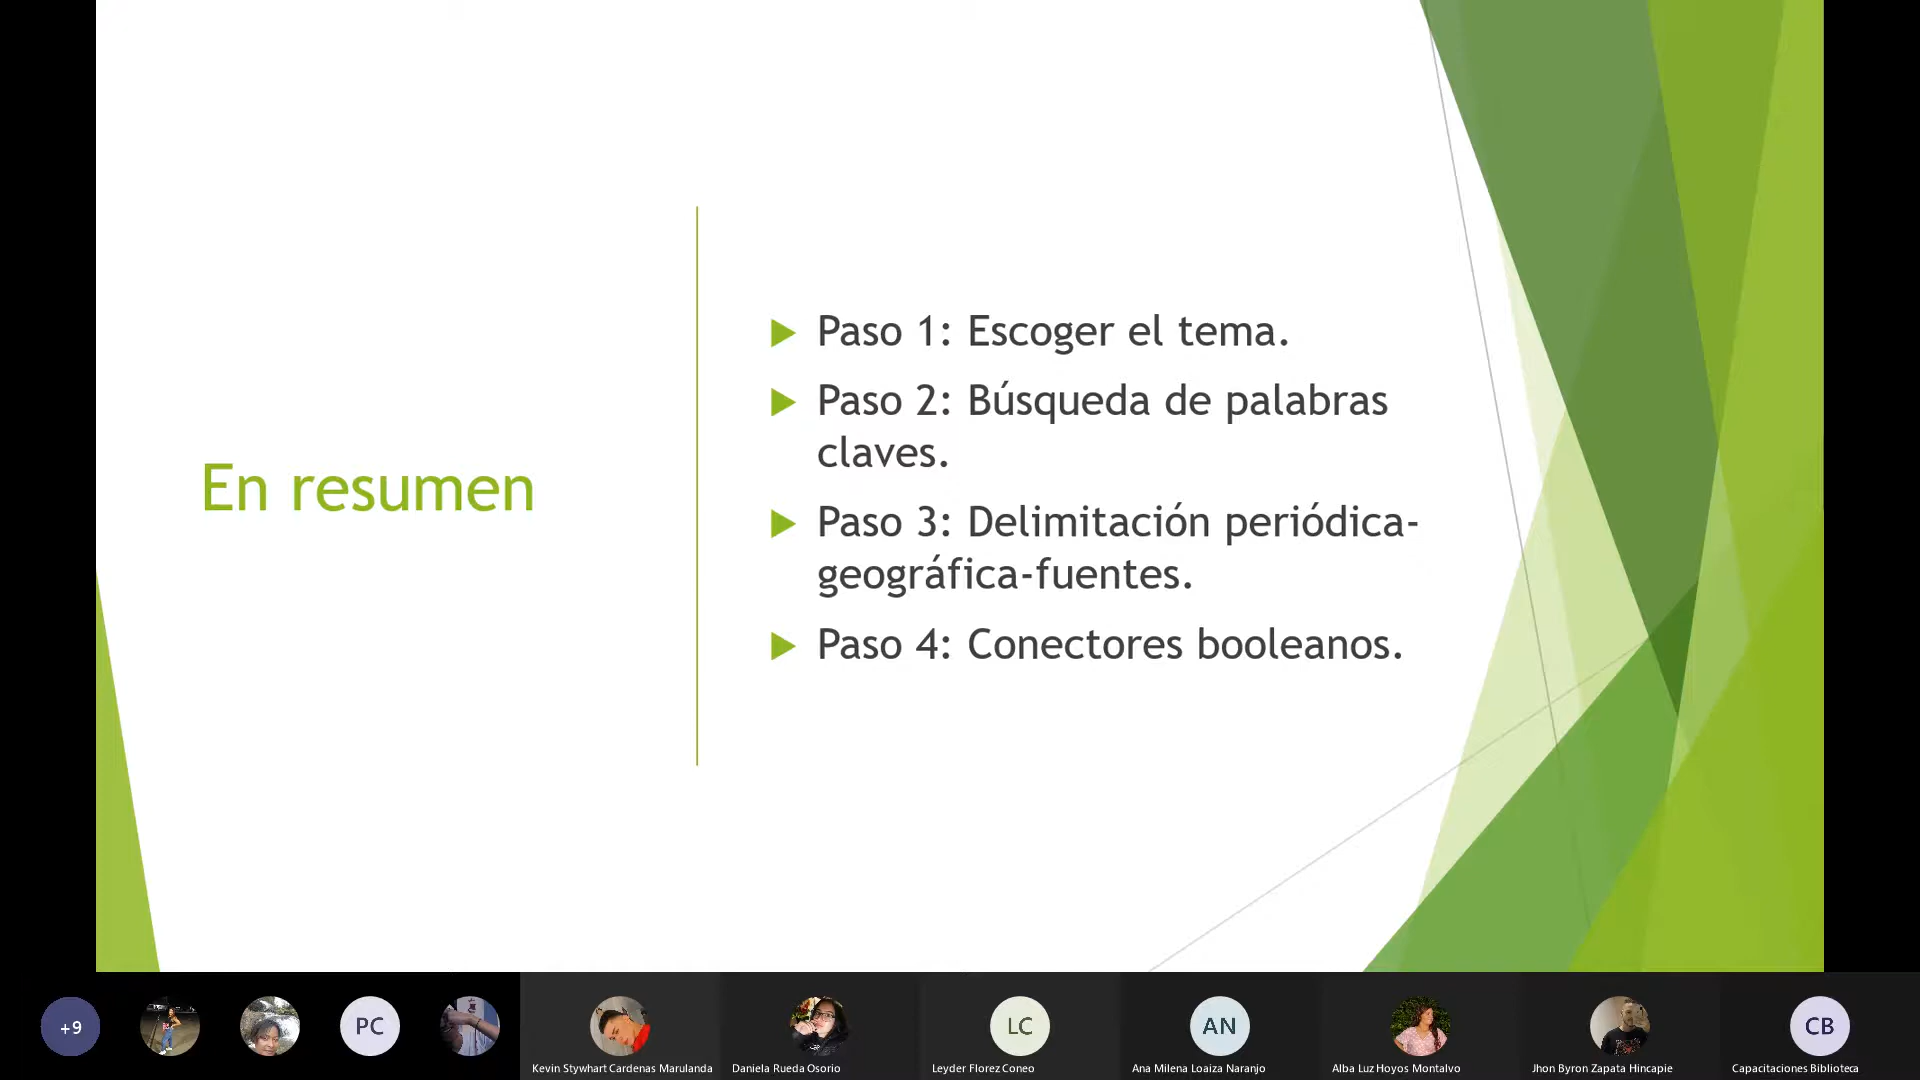 En resumen
Paso 1: Escoger el tema.
Paso 2: Búsqueda de palabras
claves.
Paso 3: Delimitación periódica-
geográfica-fuentes.
Paso 4: Conectores booleanos.
+9
PC
LC
AN
CB
Kevin Stywhart Cardenas Marulanda
Daniela Rueda Osorio
Leyder Florez Coneo
Ana Milena Loaiza Naranjo
Alba Luz Hoyos Montalvo
Jhon Byron Zapata Hincapie
Capacitaciones Biblioteca